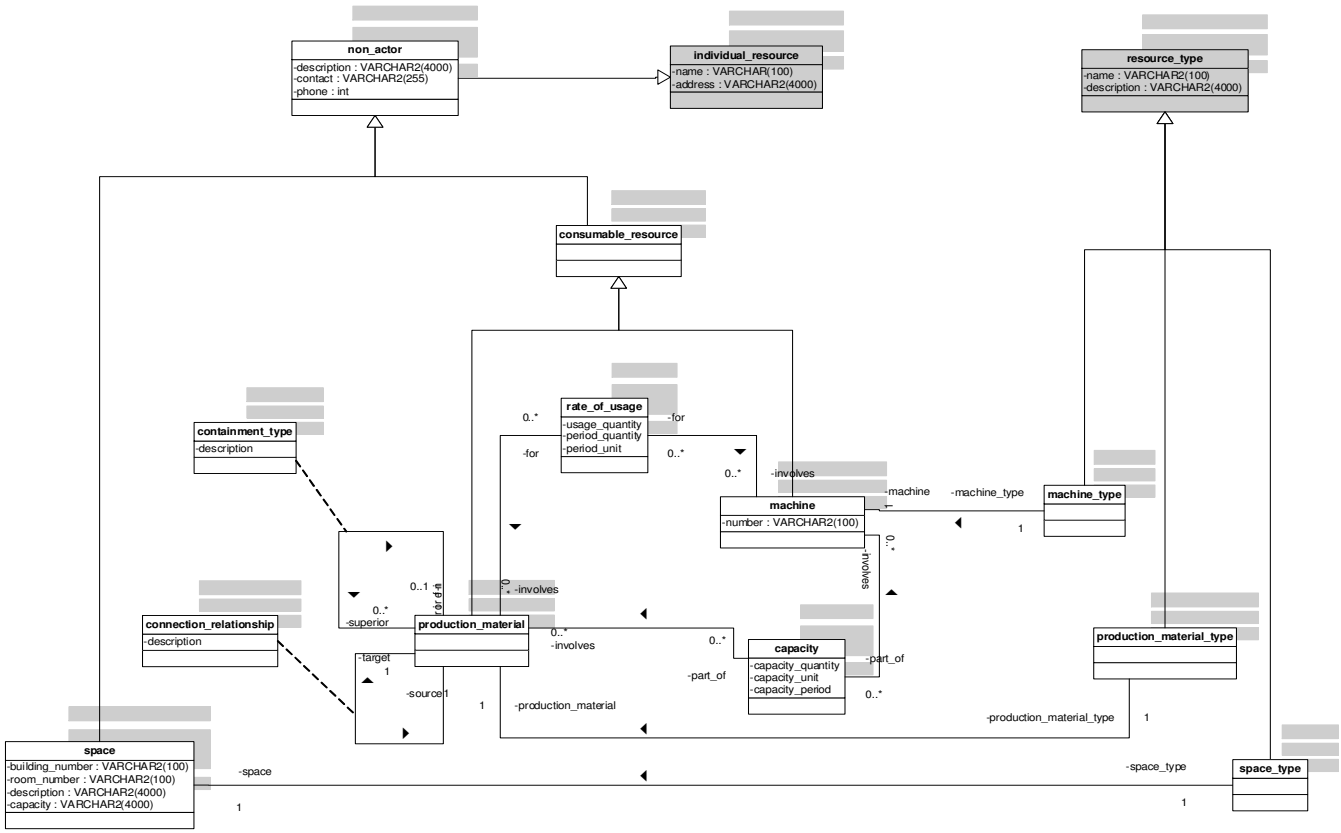 non_actor
-description : VARCHAR2(4000)
-contact : VARCHAR2(255)
-phone : int
individual_resource
-name : VARCHAR(100)
-address : VARCHAR2(4000)
resource_type
-name : VARCHAR2(100)
-description : VARCHAR2(4000)
consumable_resource
rate_of_usage
-usage_quantity
-period_quantity
-period_unit
0..*
-for
-for
0..*
containment_type
-description
0..*
-involves
machine
-number : VARCHAR2(100)
-machine
1
-machine_type
1
machine_type
0..*
-involves
0..1
0..*
-superior
0..*
-involves
connection_relationship
-description
production_material
0..*
-involves
-target
1
-source
1
0..*
-part_of
capacity
-capacity_quantity
-capacity_unit
-capacity_period
-part_of
0..*
production_material_type
1
-production_material
-production_material_type
1
space
-building_number : VARCHAR2(100)
-room_number : VARCHAR2(100)
-description : VARCHAR2(4000)
-capacity : VARCHAR2(4000)
-space
1
-space_type
1
space_type